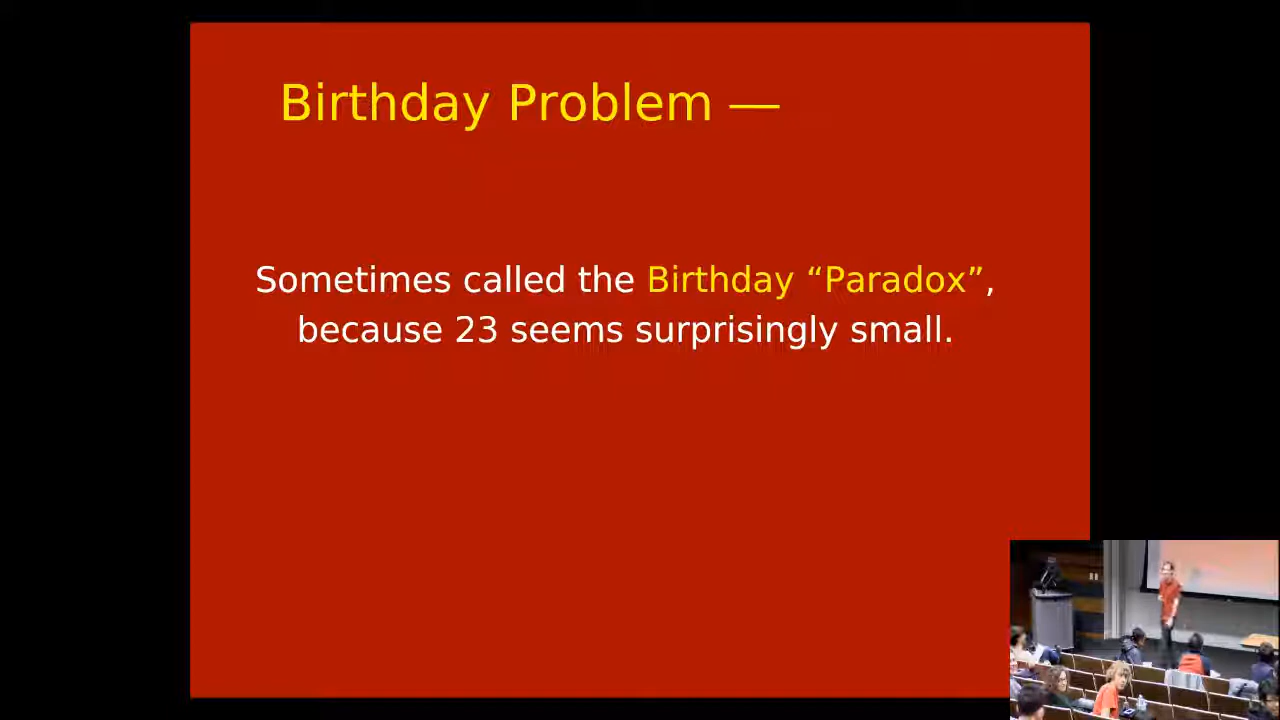 Birthday Problem —
Sometimes called the Birthday “Paradox”,
because 23 seems surprisingly small.